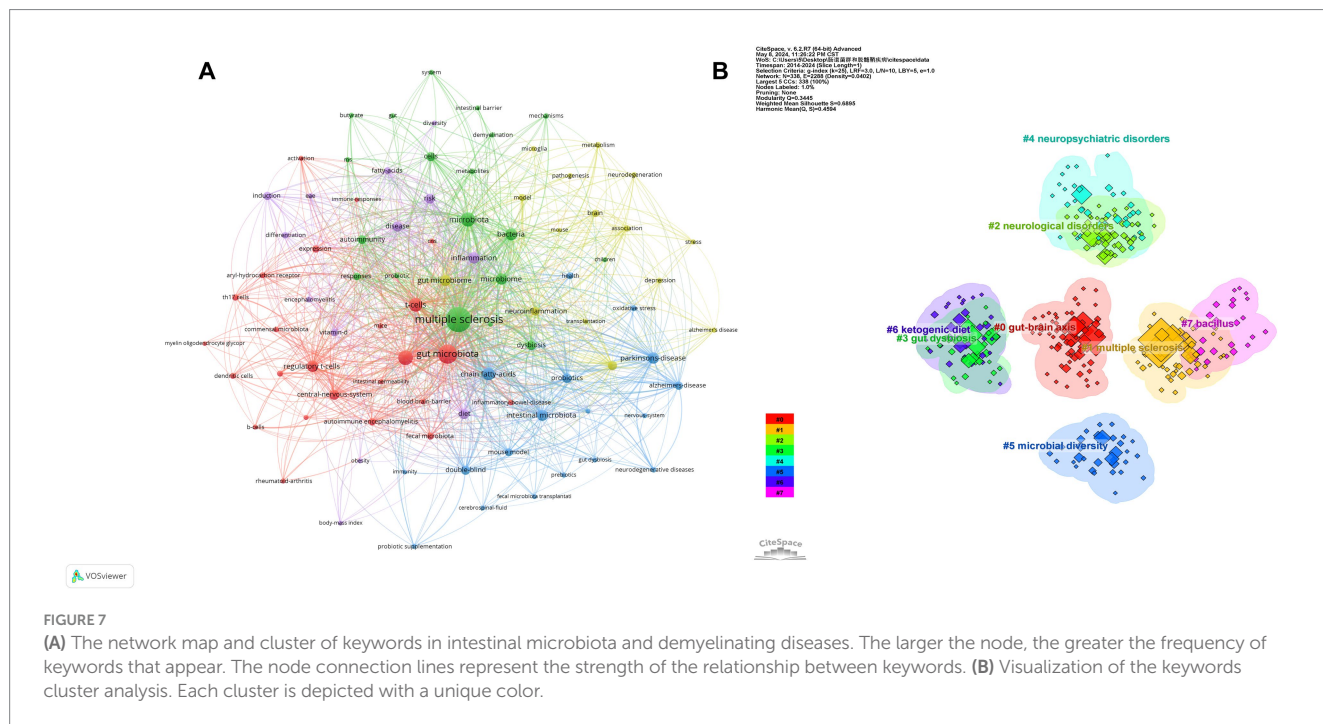 A
system
intestinal barrier
butyrate
gut
diversity
mechanisms
demyelination
microglia
metabolism
activation
ros
cells
fatty-acids
metabolites
pathogenesis
neurodegeneration
induction
eae
immune responses
risk
model
brain
microbiota
mouse
association
differentiation
disease
bacteria
autoimmunity
expression
cns
inflammation
stress
children
aryl-hydrocarbon receptor
responses
probiotic
gut microbiome
microbiome
health
depression
th17 cells
encephalomyelitis
t-cells
neuroinflammation
oxidative stress
commensal microbiota
vitamin-d
mice
multiple sclerosis
transplantation
alzheimers disease
myelin oligodendrocyte glycopr
dysbiosis
gut microbiota
parkinsons-disease
regulatory t-cells
dendritic cells
intestinal permeability
chain fatty-acids
probiotics
alzheimers-disease
central-nervous-system
blood brain-barrier
inflammatory-bowel-disease
diet
intestinal microbiota
nervous-system
autoimmune encephalomyelitis
b-cells
fecal microbiota
mouse model
gut dysbiosis
obesity
immunity
double-blind
neurodegenerative diseases
rheumatoid-arthritis
prebiotics
fecal microbiota transplantati
cerebrospinal-fluid
body-mass index
probiotic supplementation
VOSviewer
B
CiteSpace, v. 6.2.R7 (64-bit) Advanced
May 8, 2024, 11:26:22 PM CST
Timespan: 2014-2024 (Slice Length=1)
Selection Criteria: g-index (k=25), LRF=3.0, L/N=10, LBY=5, e=1.0
Network: N=338, E=2288 (Density=0.0402)
Largest 5 CCs: 338 (100%)
Nodes Labeled: 1.0%
Pruning: None
Modularity Q=0.3445
Weighted Mean Silhouette S=0.6895
Harmonic Mean(Q, S)=0.4594
#4 neuropsychiatric disorders
#2 neurological disorders
#7 bacillus
#6 ketogenic diet
#0 gut-brain axis
#3 gut dysbiosis
multiple sclerosis
#5 microbial diversity
#0
#1
#2
#3
#4
#5
#6
#7
CiteSpace
FIGURE 7
(A) The network map and cluster of keywords in intestinal microbiota and demyelinating diseases. The larger the node, the greater the frequency of
keywords that appear. The node connection lines represent the strength of the relationship between keywords. (B) Visualization of the keywords
cluster analysis. Each cluster is depicted with a unique color.